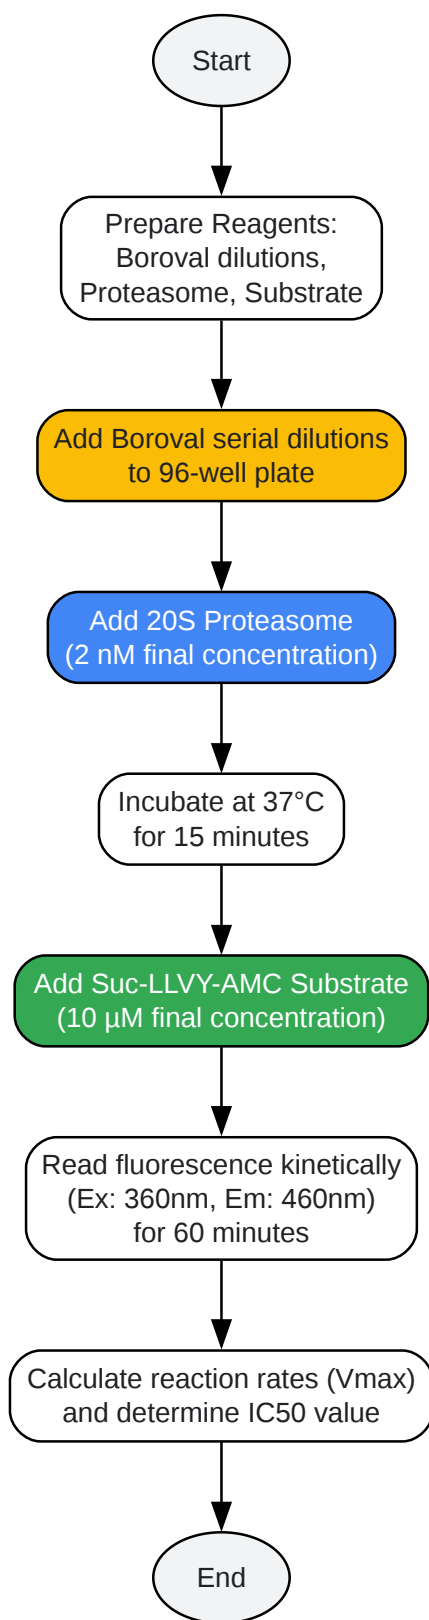 Start
Prepare Reagents:
Boroval dilutions,
Proteasome, Substrate
Add Boroval serial dilutions
to 96-well plate
Add 20S Proteasome
(2 nM final concentration)
Incubate at 37°C
for 15 minutes
Add Suc-LLVY-AMC Substrate
(10 µM final concentration)
Read fluorescence kinetically
(Ex: 360nm, Em: 460nm)
for 60 minutes
Calculate reaction rates (Vmax)
and determine IC50 value
End